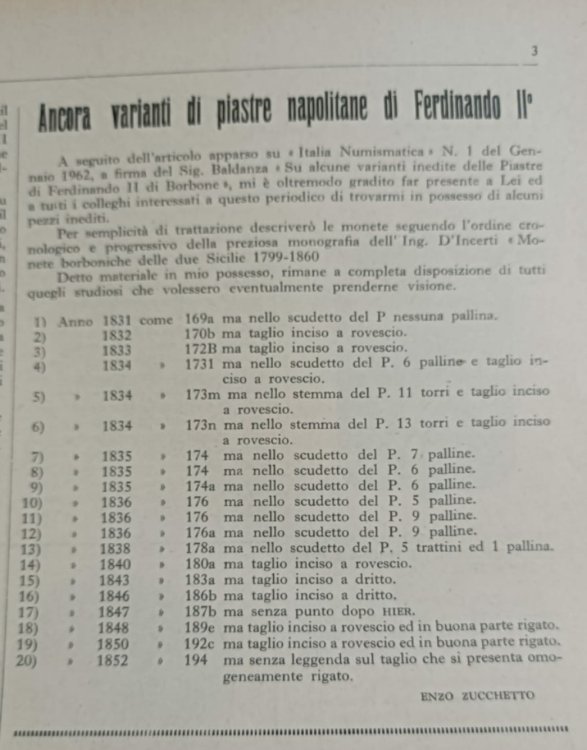 3
Ancora varianti di piastre napolitane di Ferdinando II°
A seguito dell'articolo apparso su « Italia Numismatica » N. 1 del Gen-
naio 1962, a firma del Sig. Baldanza « Su alcune varianti inedite delle Piastre
di Ferdinando II di Borbone », mi è oltremodo gradito far presente a Lei ed
a tutti i colleghi interessati a questo periodico di trovarmi in possesso di alcuni
pezzi inediti.
Per semplicità di trattazione descriverò le monete seguendo l'ordine cro-
nologico e progressivo della preziosa monografia dell' Ing. D'Incerti « Mo-
nete borboniche delle due Sicilie 1799-1860
Detto materiale in mio possesso, rimane a completa disposizione di tutti
quegli studiosi che volessero eventualmente prenderne visione.
1) Anno 1831 come 169a ma nello scudetto del P nessuna pallina.
2) 1832 170b ma taglio inciso a rovescio.
3) 1833 172B ma taglio inciso a rovescio.
4) 1834 » 1731 ma nello scudetto del P. 6 palline e taglio in-
ciso a rovescio.
5) » 1834 » 173m ma nello stemma del P. 11 torri e taglio inciso
a rovescio.
6) » 1834 » 173n ma nello stemma del P. 13 torri e taglio inciso
a rovescio.
7) » 1835 » 174 ma nello scudetto del P. 7 palline.
8) » 1835 » 174 ma nello scudetto del P. 6 palline.
9) » 1835 » 174a ma nello scudetto del P. 6 palline.
10) » 1836 » 176 ma nello scudetto del P. 5 palline.
11) » 1836 » 176 ma nello scudetto del P. 9 palline.
12) » 1836 » 176a ma nello scudetto del P. 9 palline.
13) » 1838 » 178a ma nello scudetto del P. 5 trattini ed 1 pallina.
14) » 1840 » 180a ma taglio inciso a rovescio.
15) » 1843 » 183a ma taglio inciso a dritto.
16) » 1846 » 186b ma taglio inciso a dritto.
17) » 1847 » 187b ma senza punto dopo HIER.
18) » 1848 » 189e ma taglio inciso a rovescio ed in buona parte rigato.
19) » 1850 » 192c ma taglio inciso a rovescio ed in buona parte rigato.
20) » 1852 » 194 ma senza leggenda sul taglio che si presenta omo-
geneamente rigato.
ENZO ZUCCHETTO